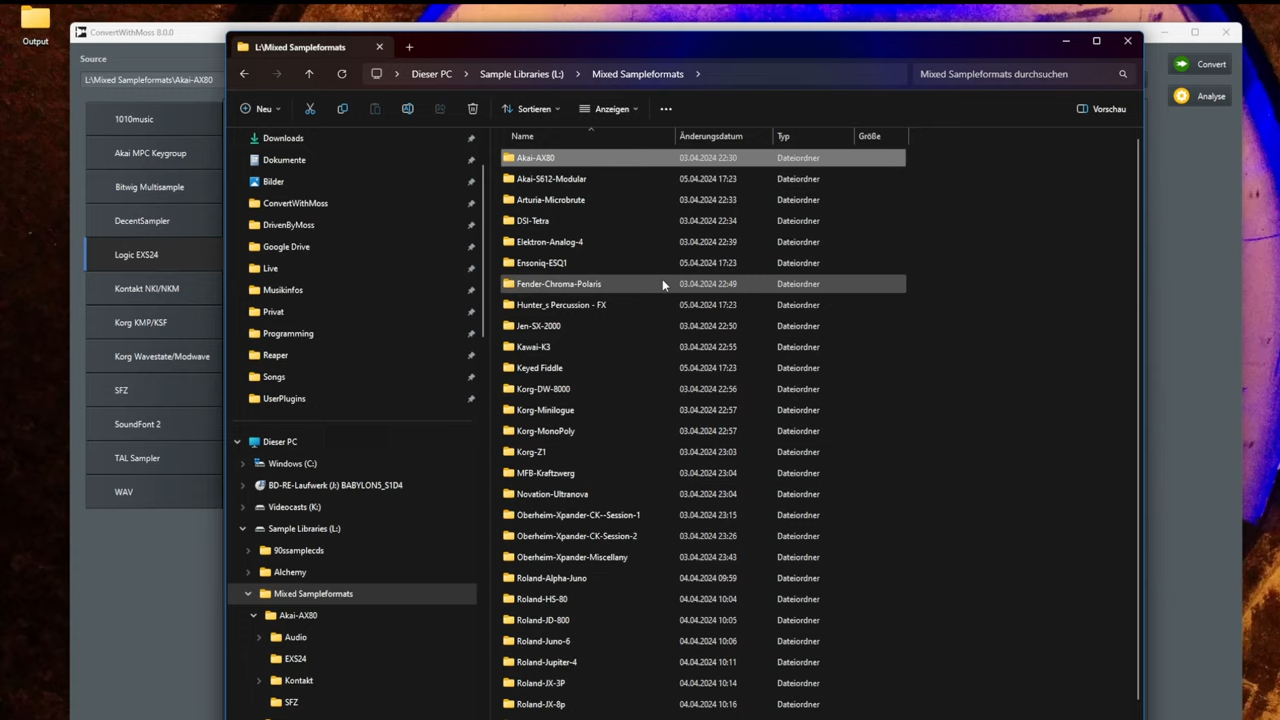 Output
ConvertWithMoss 8.0.0
Source
L:\Mixed Sampleformats\Akai-AX80
1010music
Akai MPC Keygroup
Bitwig Multisample
DecentSampler
Logic EXS24
Kontakt NKI/NKM
Korg KMP/KSF
Korg Wavestate/Modwave
SFZ
SoundFont 2
TAL Sampler
WAV
Convert
Analyse
L:\Mixed Sampleformats
Dieser PC > Sample Libraries (L:) > Mixed Sampleformats >
Mixed Sampleformats durchsuchen
Neu
Sortieren
Anzeigen
Vorschau
Downloads
Dokumente
Bilder
ConvertWithMoss
DrivenByMoss
Google Drive
Live
Musikinfos
Privat
Programming
Reaper
Songs
UserPlugins
Dieser PC
Windows (C:)
BD-RE-Laufwerk (J:) BABYLON5_S1D4
Videocasts (K:)
Sample Libraries (L:)
90ssamplecds
Alchemy
Mixed Sampleformats
Akai-AX80
Audio
EXS24
Kontakt
SFZ
Name Änderungsdatum Typ Größe
Akai-AX80 03.04.2024 22:30 Dateiordner
Akai-S612-Modular 05.04.2024 17:23 Dateiordner
Arturia-Microbrute 03.04.2024 22:33 Dateiordner
DSI-Tetra 03.04.2024 22:34 Dateiordner
Elektron-Analog-4 03.04.2024 22:39 Dateiordner
Ensoniq-ESQ1 05.04.2024 17:23 Dateiordner
Fender-Chroma-Polaris 03.04.2024 22:49 Dateiordner
Hunter_s Percussion - FX 05.04.2024 17:23 Dateiordner
Jen-SX-2000 03.04.2024 22:50 Dateiordner
Kawai-K3 03.04.2024 22:55 Dateiordner
Keyed Fiddle 05.04.2024 17:23 Dateiordner
Korg-DW-8000 03.04.2024 22:56 Dateiordner
Korg-Minilogue 03.04.2024 22:57 Dateiordner
Korg-MonoPoly 03.04.2024 22:57 Dateiordner
Korg-Z1 03.04.2024 23:03 Dateiordner
MFB-Kraftzwerg 03.04.2024 23:04 Dateiordner
Novation-Ultranova 03.04.2024 23:04 Dateiordner
Oberheim-Xpander-CK--Session-1 03.04.2024 23:15 Dateiordner
Oberheim-Xpander-CK-Session-2 03.04.2024 23:26 Dateiordner
Oberheim-Xpander-Miscellany 03.04.2024 23:43 Dateiordner
Roland-Alpha-Juno 04.04.2024 09:59 Dateiordner
Roland-HS-80 04.04.2024 10:04 Dateiordner
Roland-JD-800 04.04.2024 10:05 Dateiordner
Roland-Juno-6 04.04.2024 10:06 Dateiordner
Roland-Jupiter-4 04.04.2024 10:11 Dateiordner
Roland-JX-3P 04.04.2024 10:14 Dateiordner
Roland-JX-8p 04.04.2024 10:16 Dateiordner